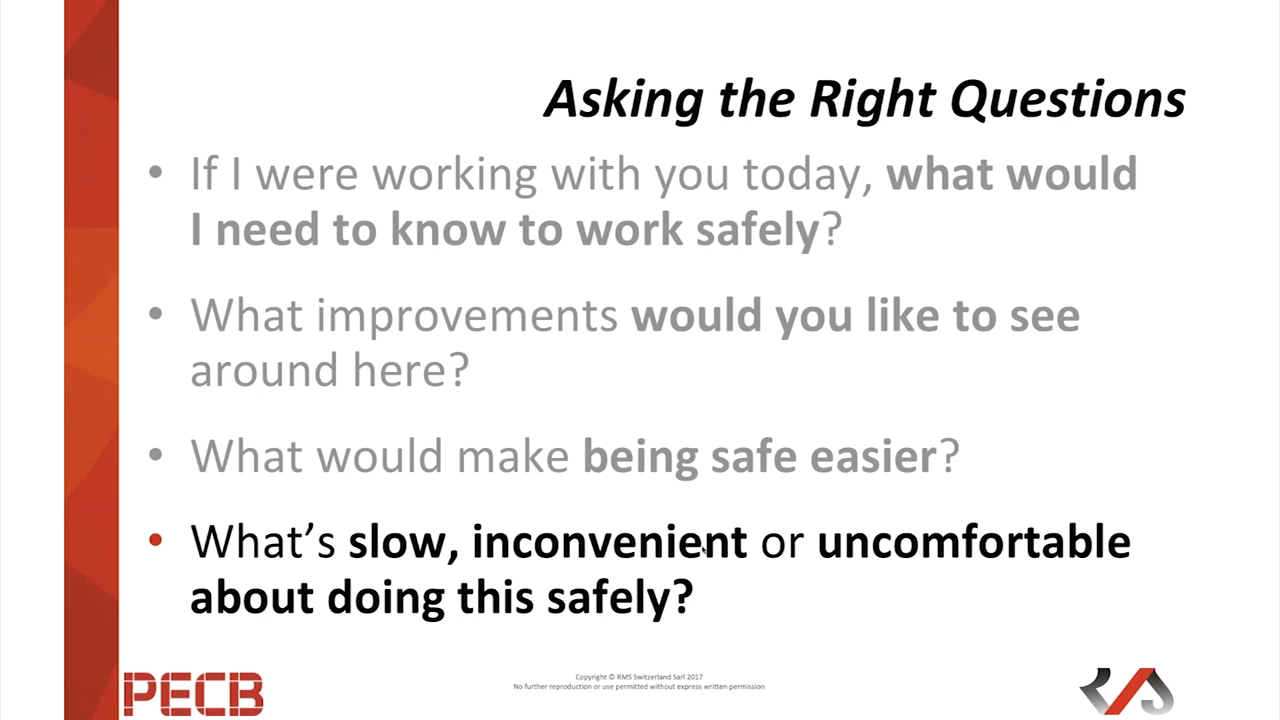 Asking the Right Questions
• If I were working with you today, what would
I need to know to work safely?
• What improvements would you like to see
around here?
• What would make being safe easier?
• What's slow, inconvenient or uncomfortable
about doing this safely?
PECB
Copyright © RMS Switzerland Sarl 2017
No further reproduction or use permitted without express written permission